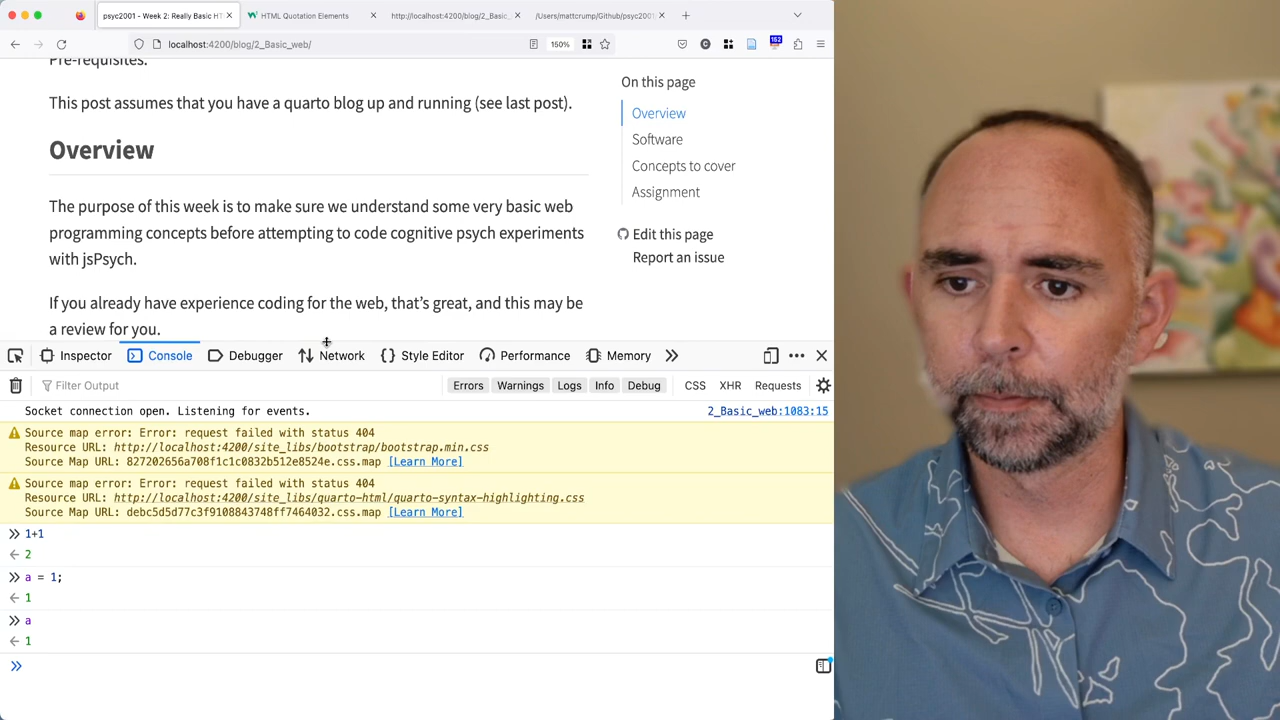 psyc2001 - Week 2: Really Basic HT
HTML Quotation Elements
http://localhost:4200/blog/2_Basic_
/Users/mattcrump/Github/psyc2001
localhost:4200/blog/2_Basic_web/
150%
152
Pre-requisites.
This post assumes that you have a quarto blog up and running (see last post).
Overview
The purpose of this week is to make sure we understand some very basic web
programming concepts before attempting to code cognitive psych experiments
with jsPsych.
If you already have experience coding for the web, that's great, and this may be
a review for you.
On this page
Overview
Software
Concepts to cover
Assignment
Edit this page
Report an issue
Inspector
Console
Debugger
Network
Style Editor
Performance
Memory
Filter Output
Errors
Warnings
Logs
Info
Debug
CSS
XHR
Requests
Socket connection open. Listening for events.
2_Basic_web:1083:15
Source map error: Error: request failed with status 404
Resource URL: http://localhost:4200/site_libs/bootstrap/bootstrap.min.css
Source Map URL: 827202656a708f1c1c0832b512e8524e.css.map [Learn More]
Source map error: Error: request failed with status 404
Resource URL: http://localhost:4200/site_libs/quarto-html/quarto-syntax-highlighting.css
Source Map URL: debc5d5d77c3f9108843748ff7464032.css.map [Learn More]
1+1
2
a = 1;
1
a
1